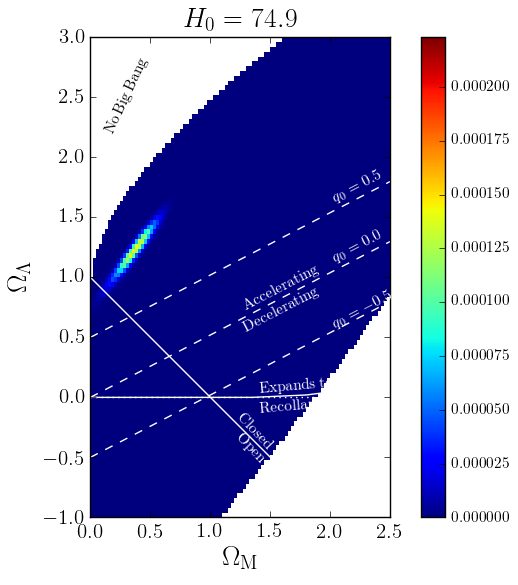 H₀ = 74.9
3.0
2.5
2.0
1.5
1.0
0.5
0.0
−0.5
−1.0
0.0
0.5
1.0
1.5
2.0
2.5
Ω_Λ
Ω_M
No Big Bang
q₀ = 0.5
q₀ = 0.0
q₀ = −0.5
Accelerating
Decelerating
Expands t
Recolla
Closed
Open
0.000200
0.000175
0.000150
0.000125
0.000100
0.000075
0.000050
0.000025
0.000000